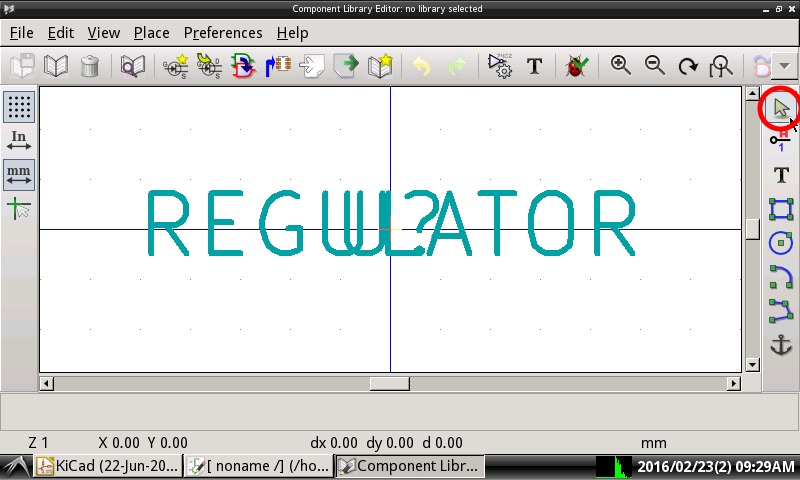 Component Library Editor: no library selected
File Edit View Place Preferences Help
T
In
mm
1
T
REGULATOR
U?
Z 1 X 0.00 Y 0.00 dx 0.00 dy 0.00 d 0.00 mm
KiCad (22-Jun-20... [ noname /] (/ho... Component Libr... 2016/02/23(2) 09:29AM